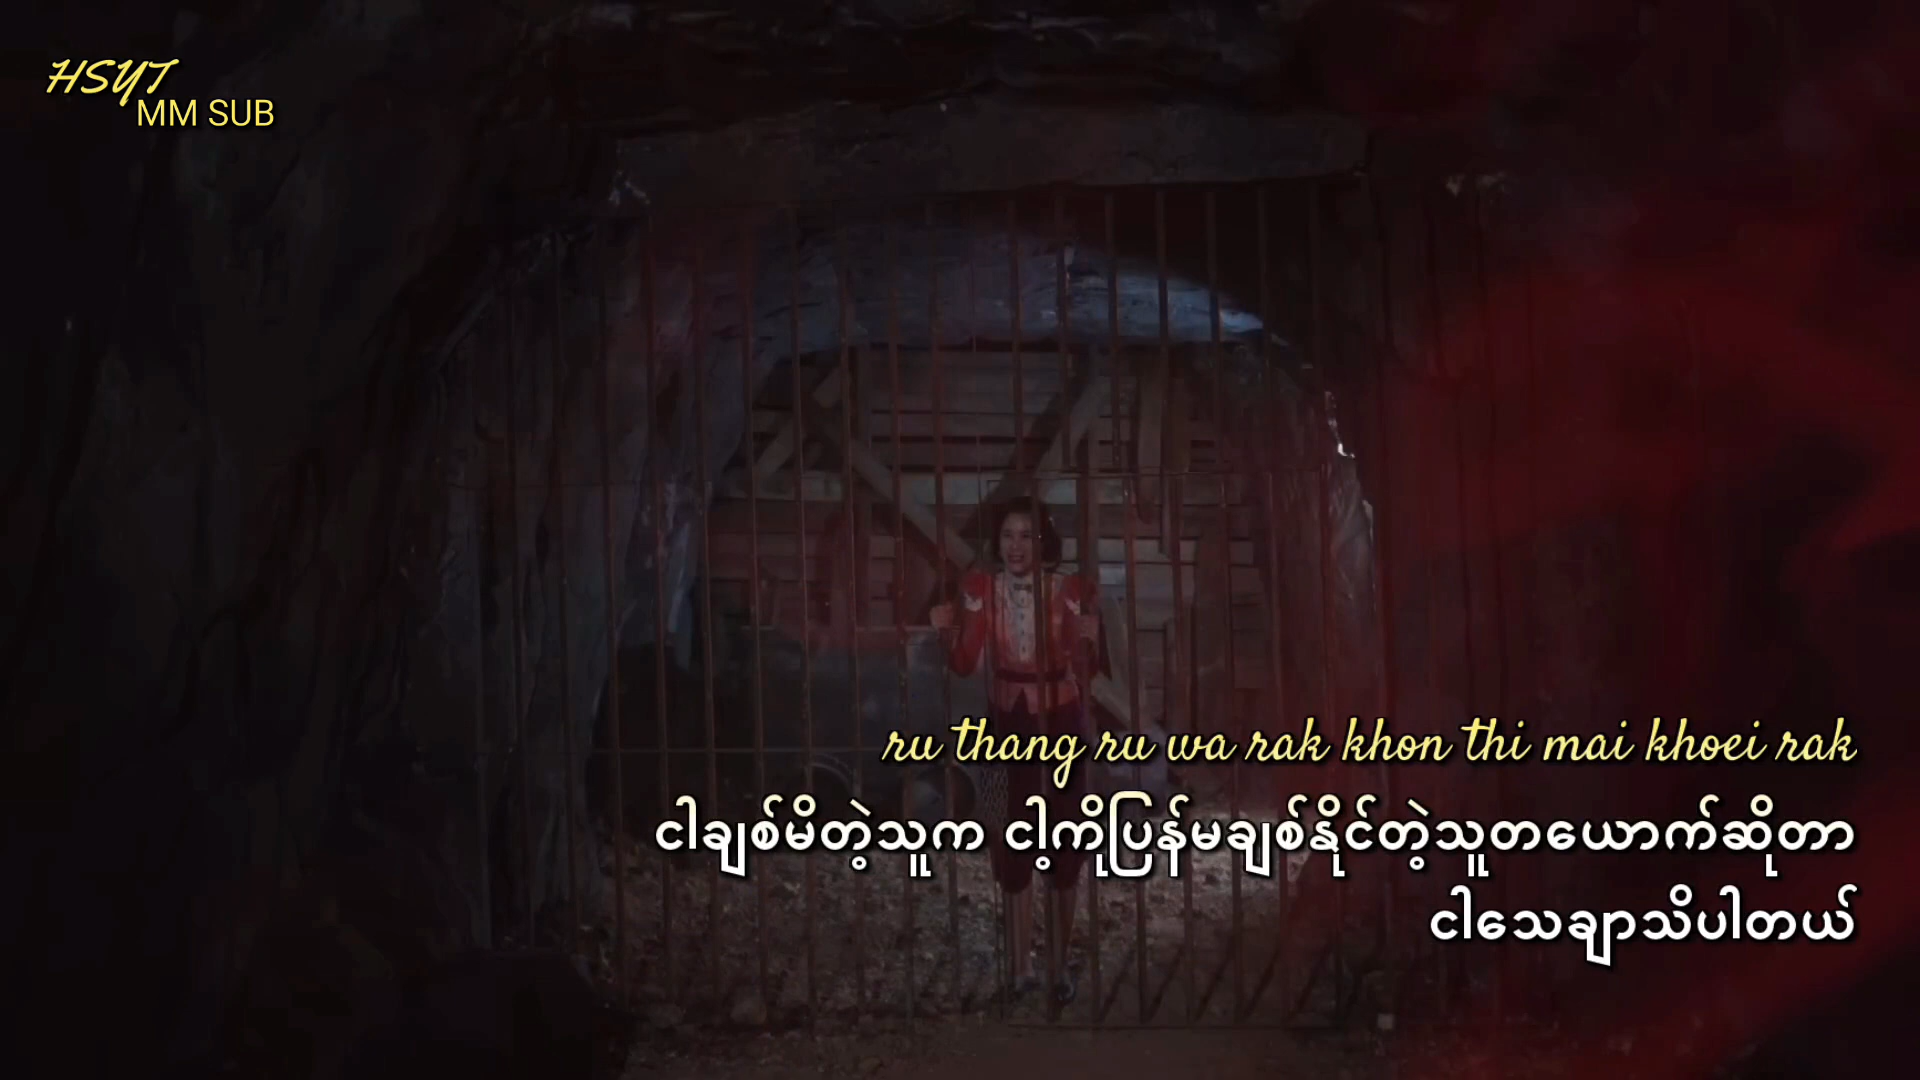 HSYT
MM SUB
ru thang ru wa rak khon thi mai khoei rak
ငါချစ်မိတဲ့သူက ငါ့ကိုပြန်မချစ်နိုင်တဲ့သူတယောက်ဆိုတာ
ငါသေချာသိပါတယ်